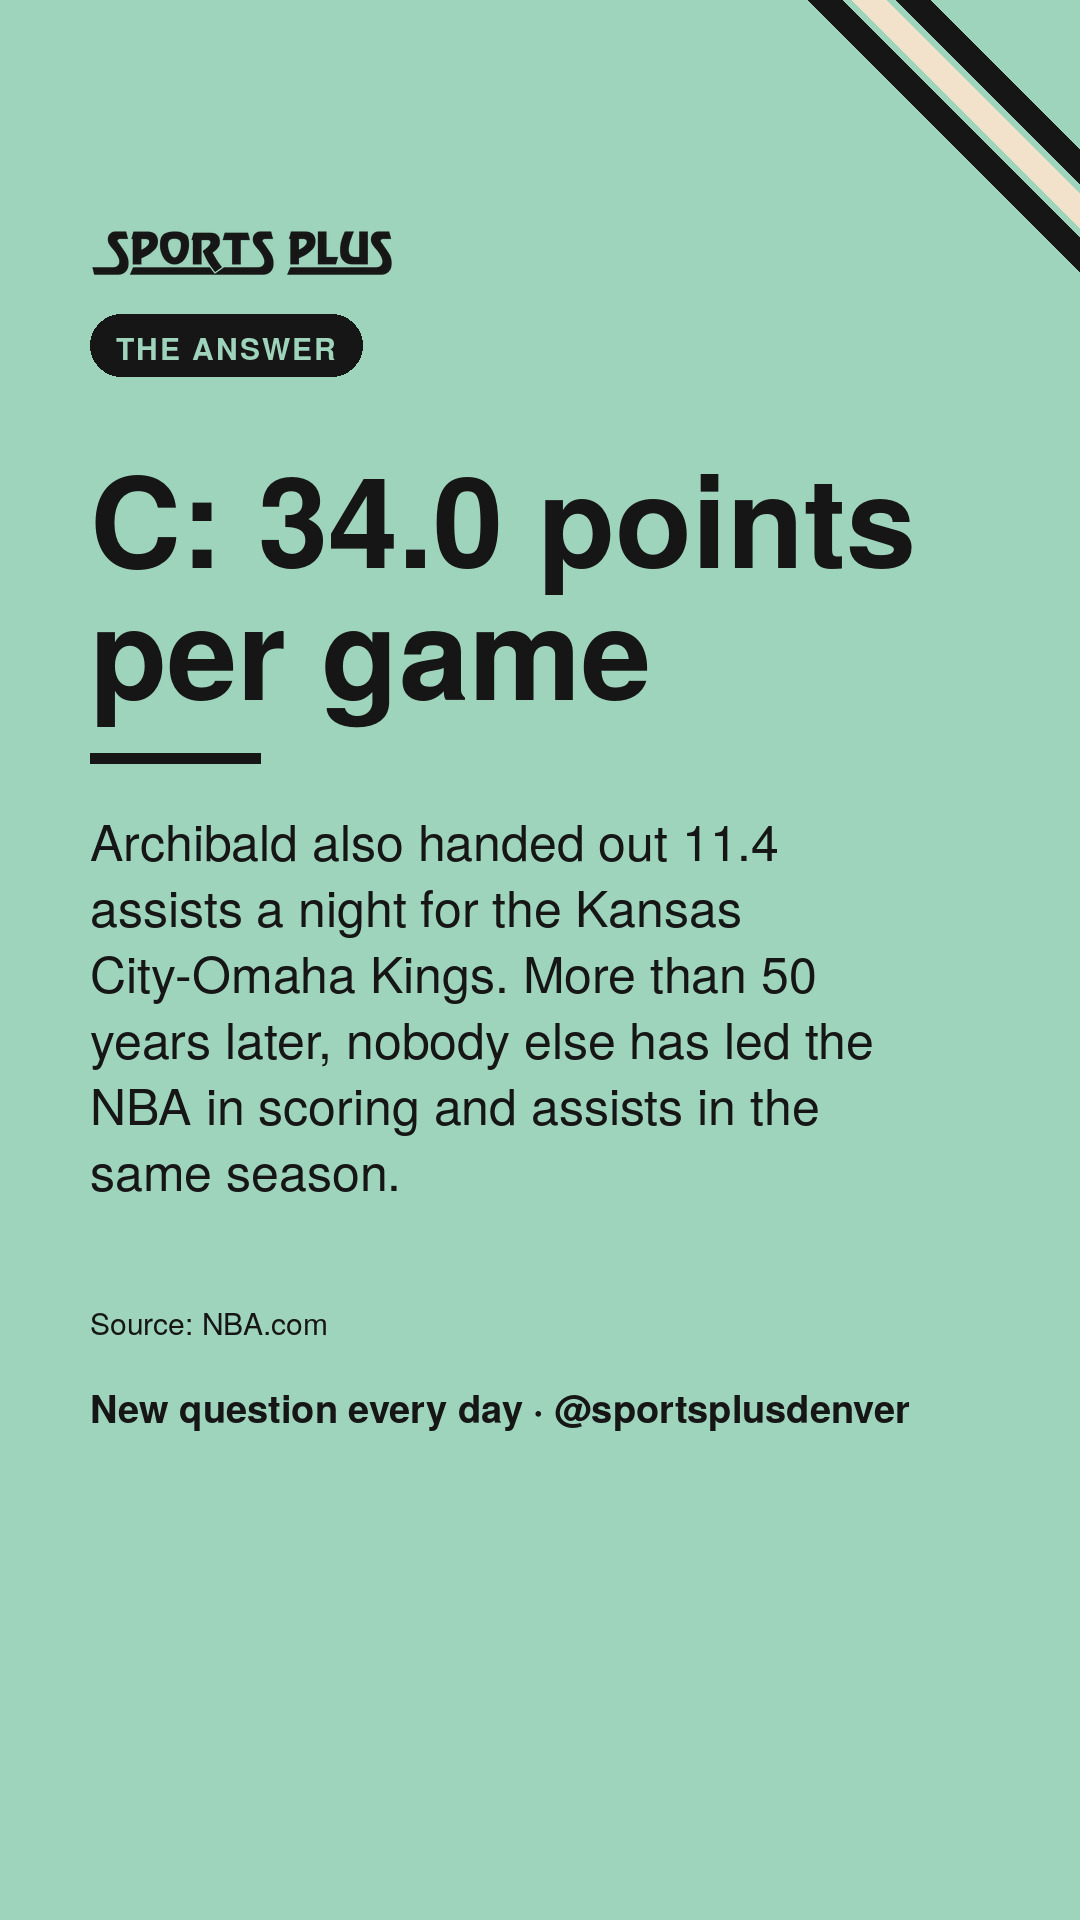 SPORTS PLUS
THE ANSWER
C: 34.0 points
per game
Archibald also handed out 11.4
assists a night for the Kansas
City-Omaha Kings. More than 50
years later, nobody else has led the
NBA in scoring and assists in the
same season.
Source: NBA.com
New question every day · @sportsplusdenver